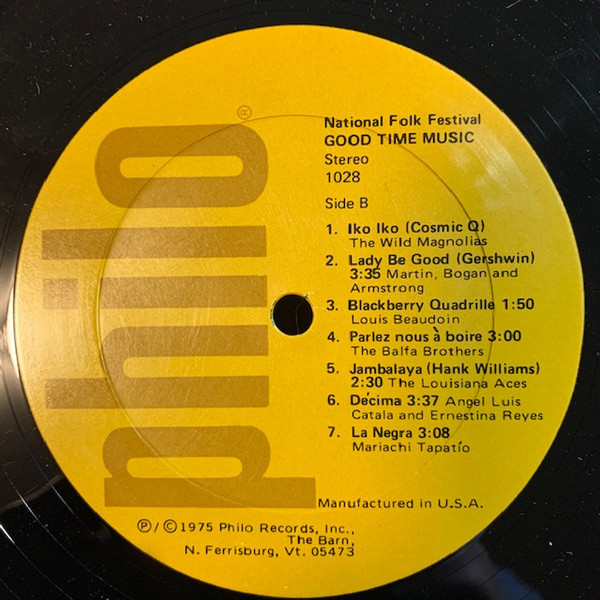 philo ®
National Folk Festival
GOOD TIME MUSIC
Stereo
1028
Side B
1. Iko Iko (Cosmic Q)
The Wild Magnolias
2. Lady Be Good (Gershwin)
3:35 Martin, Bogan and
Armstrong
3. Blackberry Quadrille 1:50
Louis Beaudoin
4. Parlez nous à boire 3:00
The Balfa Brothers
5. Jambalaya (Hank Williams)
2:30 The Louisiana Aces
6. Décima 3:37 Angel Luis
Catala and Ernestina Reyes
7. La Negra 3:08
Mariachi Tapatío
Manufactured in U.S.A.
℗/©1975 Philo Records, Inc.,
The Barn,
N. Ferrisburg, Vt. 05473